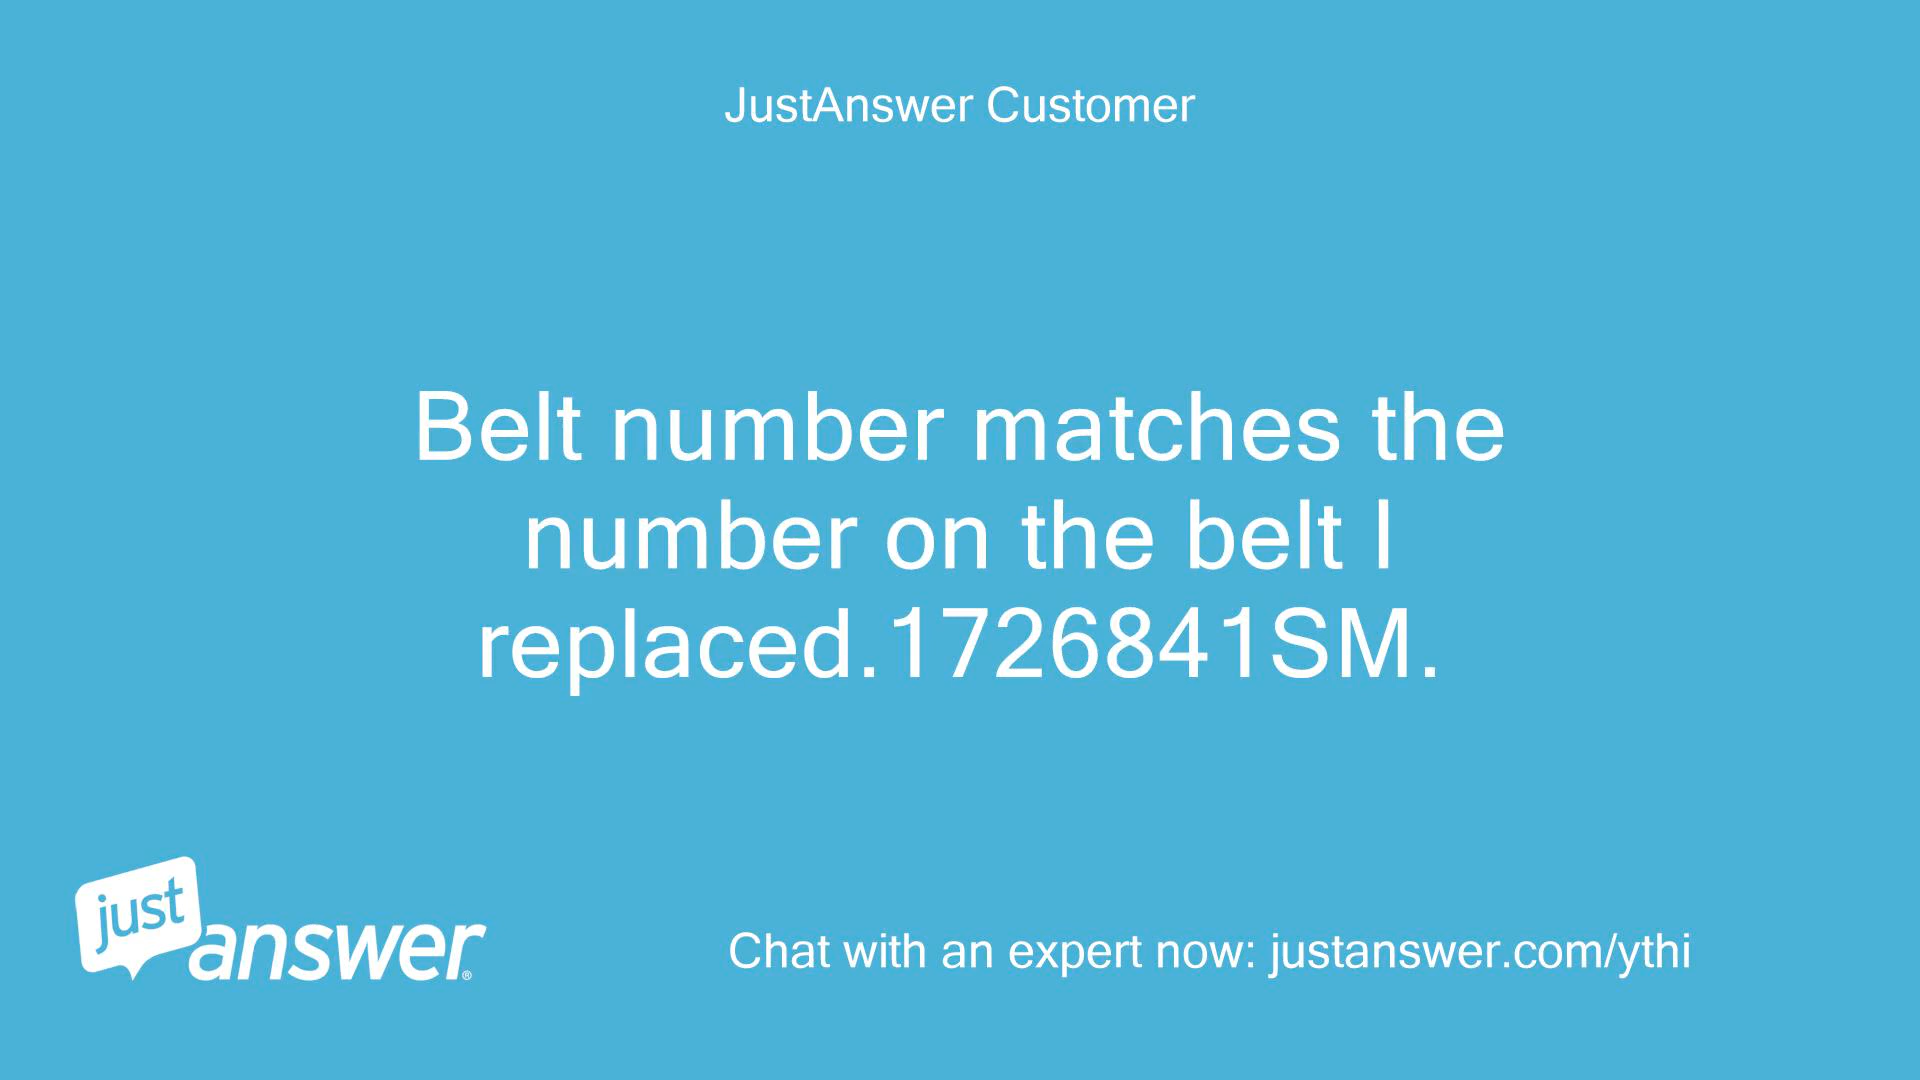 JustAnswer Customer
Belt number matches the
number on the belt I
replaced.1726841SM.
just
answer®
Chat with an expert now: justanswer.com/ythi